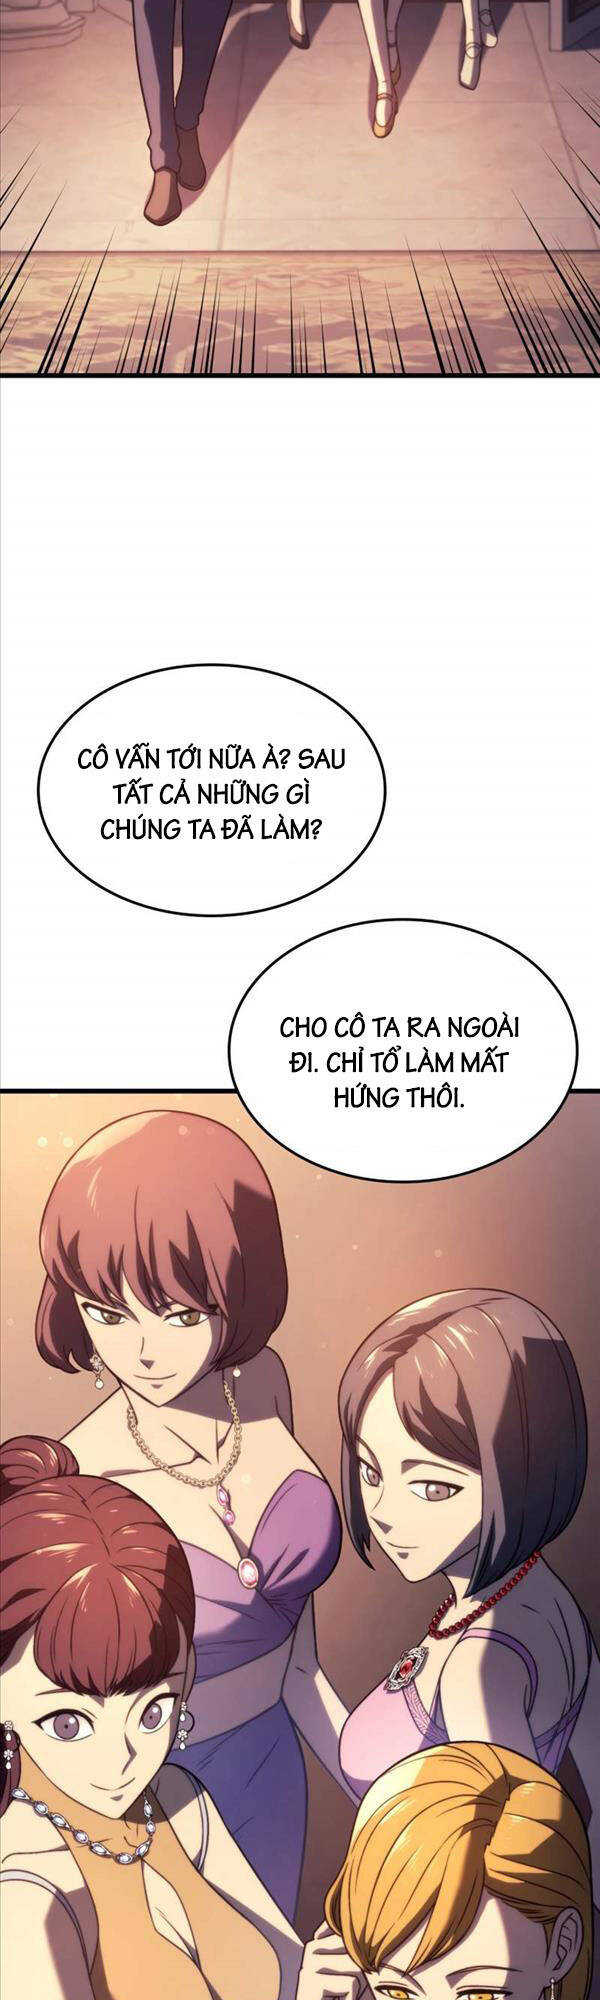 CÔ VẪN TỚI NỮA À? SAU
TẤT CẢ NHỮNG GÌ
CHÚNG TA ĐÃ LÀM?
CHO CÔ TA RA NGOÀI
ĐI. CHỈ TỔ LÀM MẤT
HỨNG THÔI.